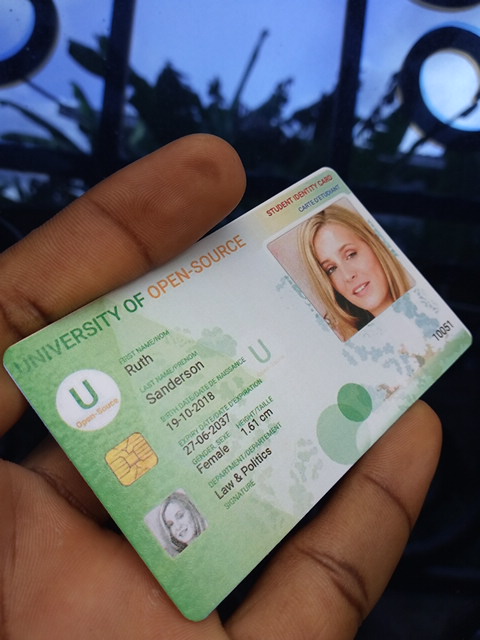 STUDENT IDENTITY CARD
CARTE D'ETUDIANT
UNIVERSITY OF OPEN-SOURCE
FIRST NAME/NOM
Ruth
LAST NAME/PRENOM
Sanderson
BIRTH DATE/DATE DE NAISSANCE
19-10-2018
EXPIRY DATE/DATE D'EXPIRATION
27-06-2037
GENDER, SEXE HEIGHT/TAILLE
Female 1.61 cm
DEPARTMENT/DEPARTEMENT
Law & Politics
SIGNATURE
U
Open Source
U
10051